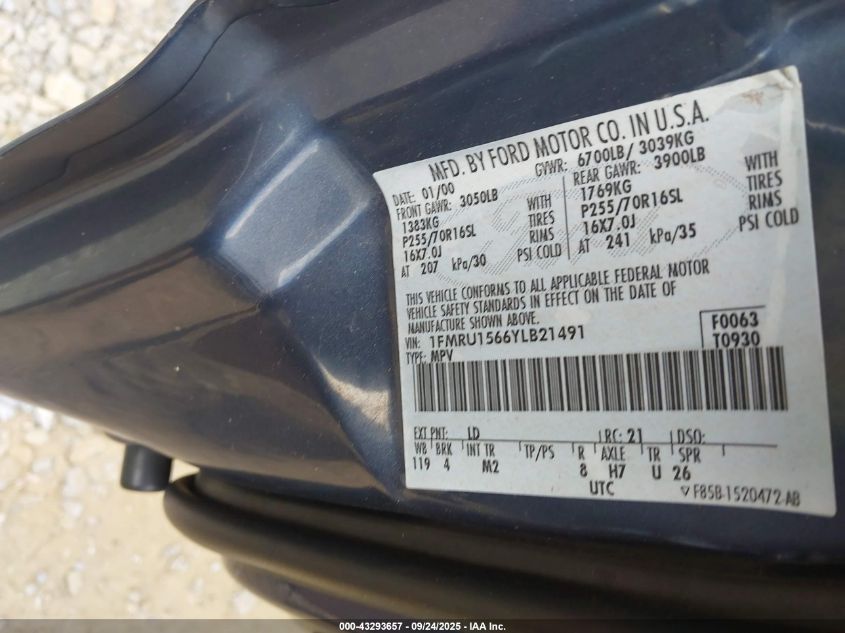 MFD. BY FORD MOTOR CO. IN U.S.A.
DATE: 01/00 GVWR: 6700LB/ 3039KG
FRONT GAWR: 3050LB REAR GAWR: 3900LB
1383KG WITH 1769KG WITH
P255/70R16SL TIRES P255/70R16SL TIRES
16X7.0J RIMS 16X7.0J RIMS
AT 207 kPa/30 PSI COLD AT 241 kPa/35 PSI COLD
THIS VEHICLE CONFORMS TO ALL APPLICABLE FEDERAL MOTOR
VEHICLE SAFETY STANDARDS IN EFFECT ON THE DATE OF
MANUFACTURE SHOWN ABOVE.
VIN: 1FMRU1566YLB21491 F0063
TYPE: MPV T0930
EXT PNT: LD RC: 21 DSO:
WB BRK INT TR TP/PS R AXLE TR SPR
119 4 M2 8 H7 U 26
UTC ▽ F85B-1520472-AB
000-43293657 - 09/24/2025 - IAA Inc.